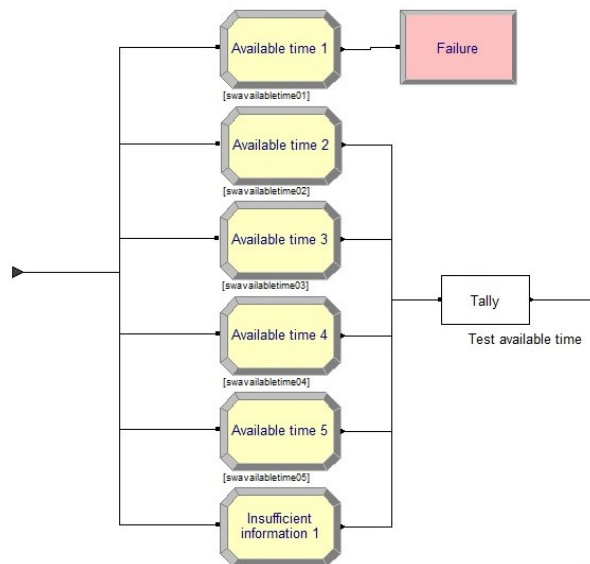 Available time 1
Failure
[swavailabletime01]
Available time 2
[swavailabletime02]
Available time 3
[swavailabletime03]
Tally
Test available time
Available time 4
[swavailabletime04]
Available time 5
[swavailabletime05]
Insufficient
information 1